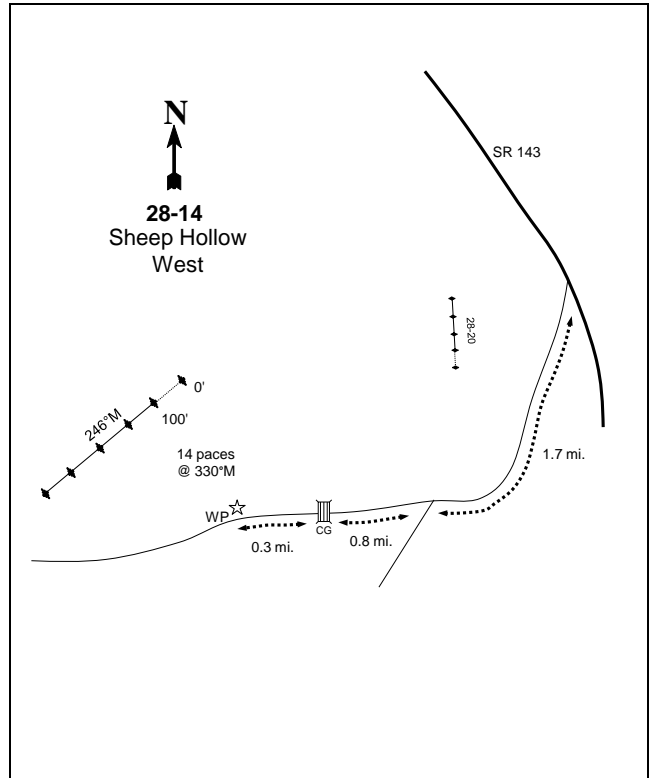 N
28-14
Sheep Hollow
West
SR 143
28-20
0'
100'
246°M
14 paces
@ 330°M
1.7 mi.
WP
CG
0.3 mi.
0.8 mi.